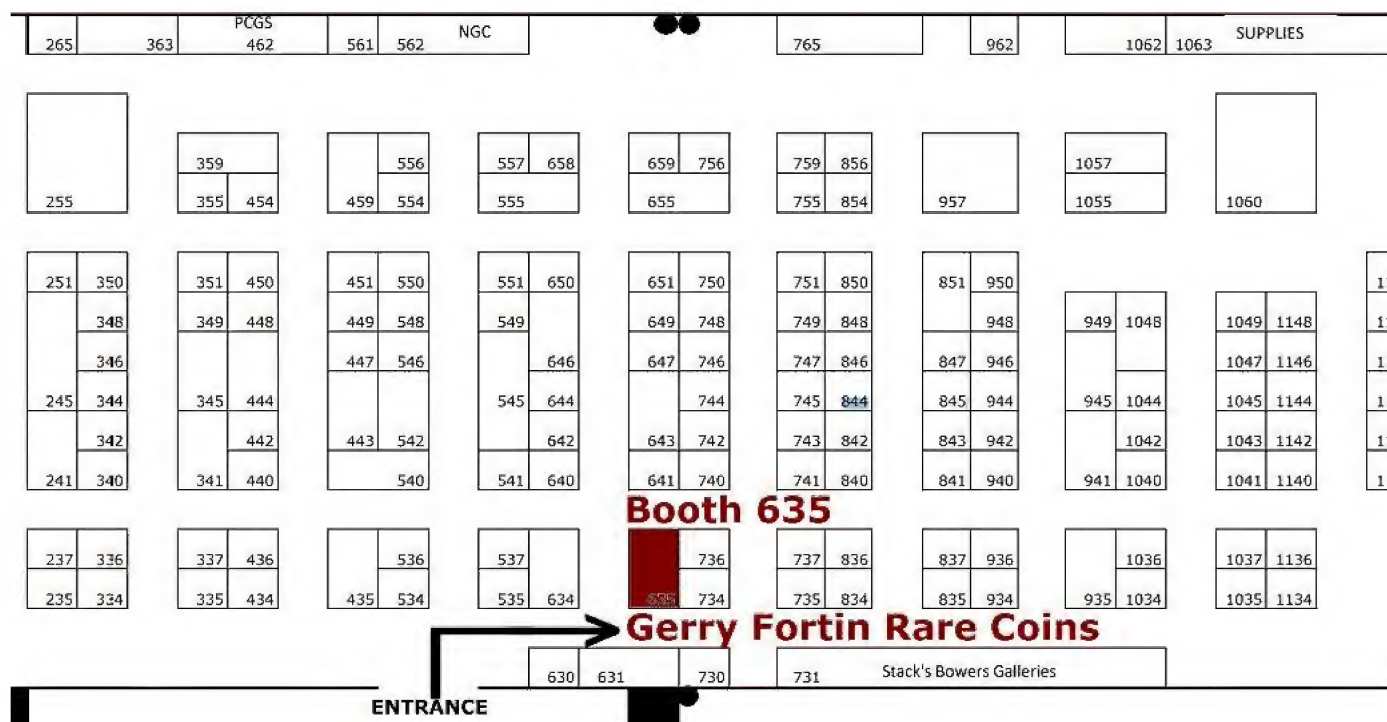 PCGS NGC SUPPLIES
265 363 462 561 562 765 962 1062 1063
359 556 557 658 659 756 759 856 1057
255 355 454 459 554 555 655 755 854 957 1055 1060
251 350 351 450 451 550 551 650 651 750 751 850 851 950
348 349 448 449 548 549 649 748 749 848 948 949 1048 1049 1148
346 447 546 646 647 746 747 846 847 946 1047 1146
245 344 345 444 545 644 744 745 844 845 944 945 1044 1045 1144
342 442 443 542 642 643 742 743 842 843 942 1042 1043 1142
241 340 341 440 540 541 640 641 740 741 840 841 940 941 1040 1041 1140
Booth 635
237 336 337 436 536 537 736 737 836 837 936 1036 1037 1136
235 334 335 434 435 534 535 634 635 734 735 834 835 934 935 1034 1035 1134
Gerry Fortin Rare Coins
630 631 730 731 Stack's Bowers Galleries
ENTRANCE